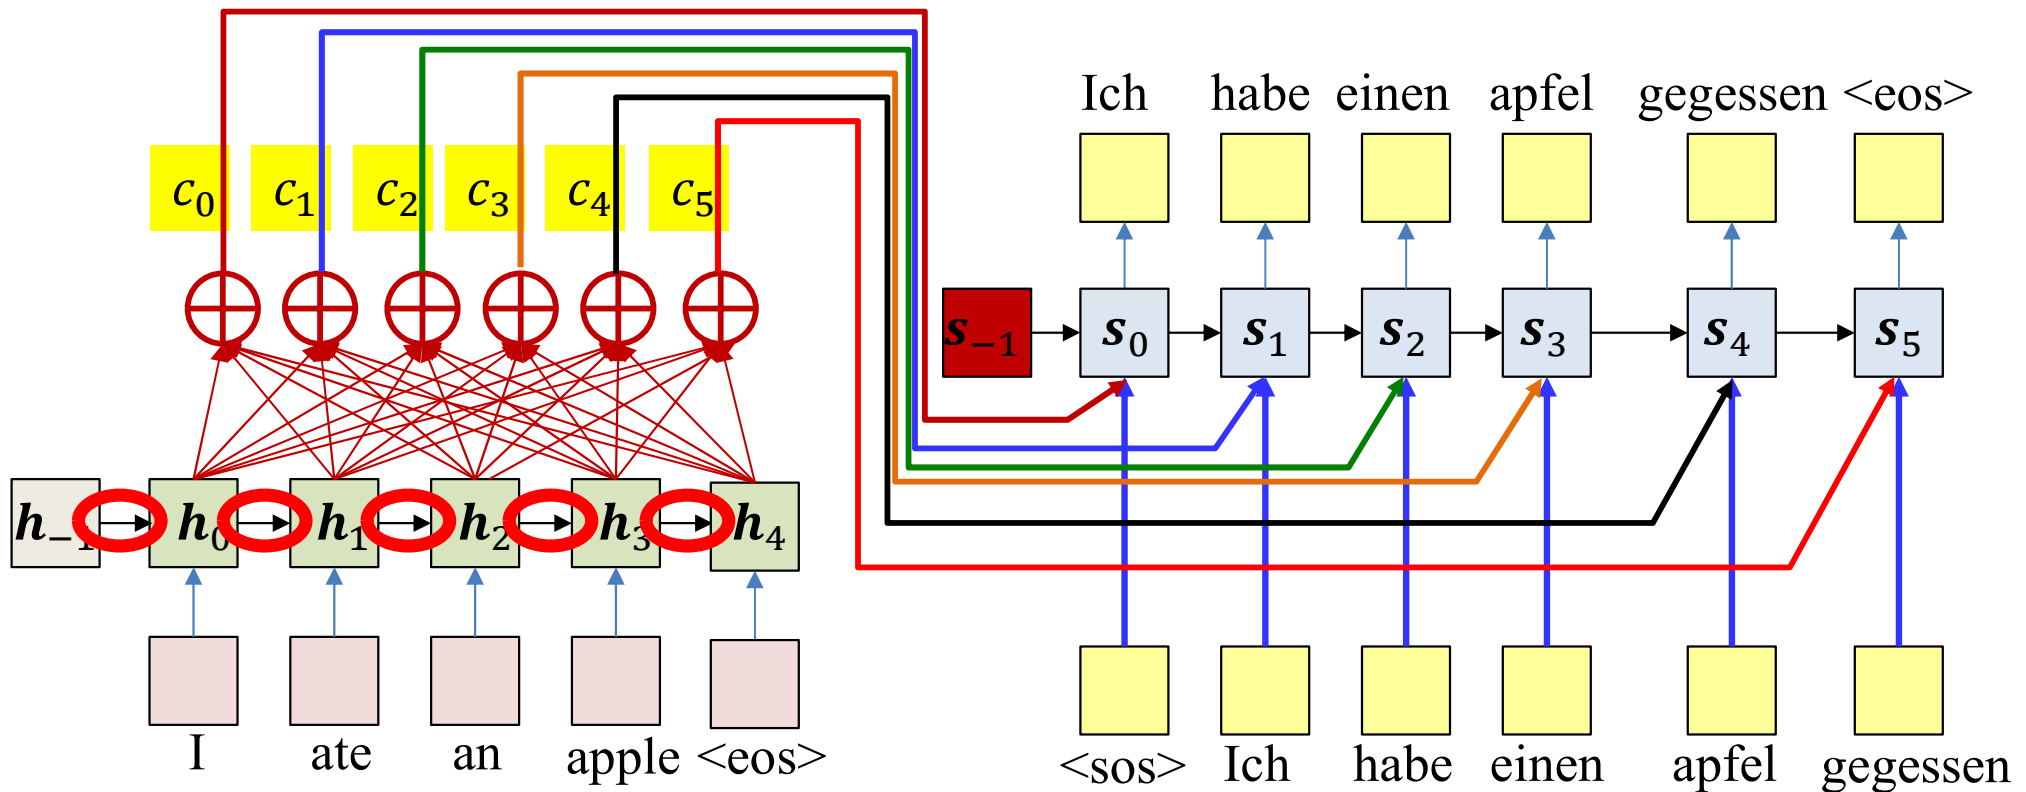 Ich habe einen apfel gegessen <eos>
c₀ c₁ c₂ c₃ c₄ c₅
s₋₁ s₀ s₁ s₂ s₃ s₄ s₅
h₋₁ h₀ h₁ h₂ h₃ h₄
I ate an apple <eos>
<sos> Ich habe einen apfel gegessen